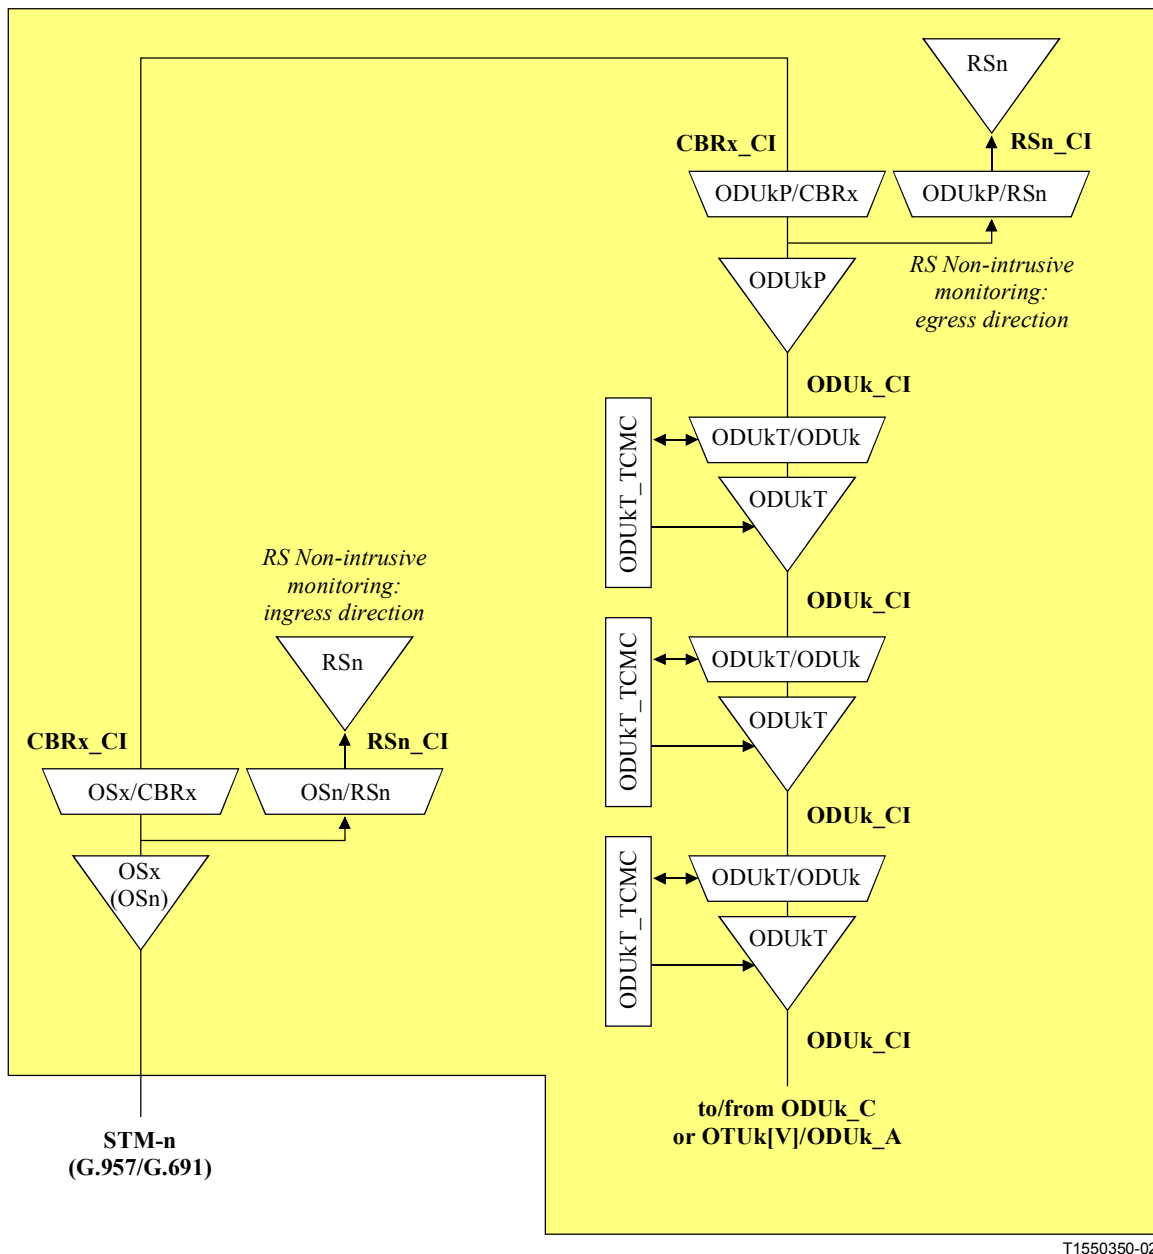 RSn
CBRx_CI
RSn_CI
ODUkP/CBRx
ODUkP/RSn
RS Non-intrusive
monitoring:
egress direction
ODUkP
ODUk_CI
ODUkT_TCMC
ODUkT/ODUk
ODUkT
ODUk_CI
RS Non-intrusive
monitoring:
ingress direction
RSn
ODUkT_TCMC
ODUkT/ODUk
ODUkT
CBRx_CI
RSn_CI
OSx/CBRx
OSn/RSn
ODUk_CI
OSx
(OSn)
ODUkT_TCMC
ODUkT/ODUk
ODUkT
ODUk_CI
to/from ODUk_C
or OTUk[V]/ODUk_A
STM-n
(G.957/G.691)
T1550350-02